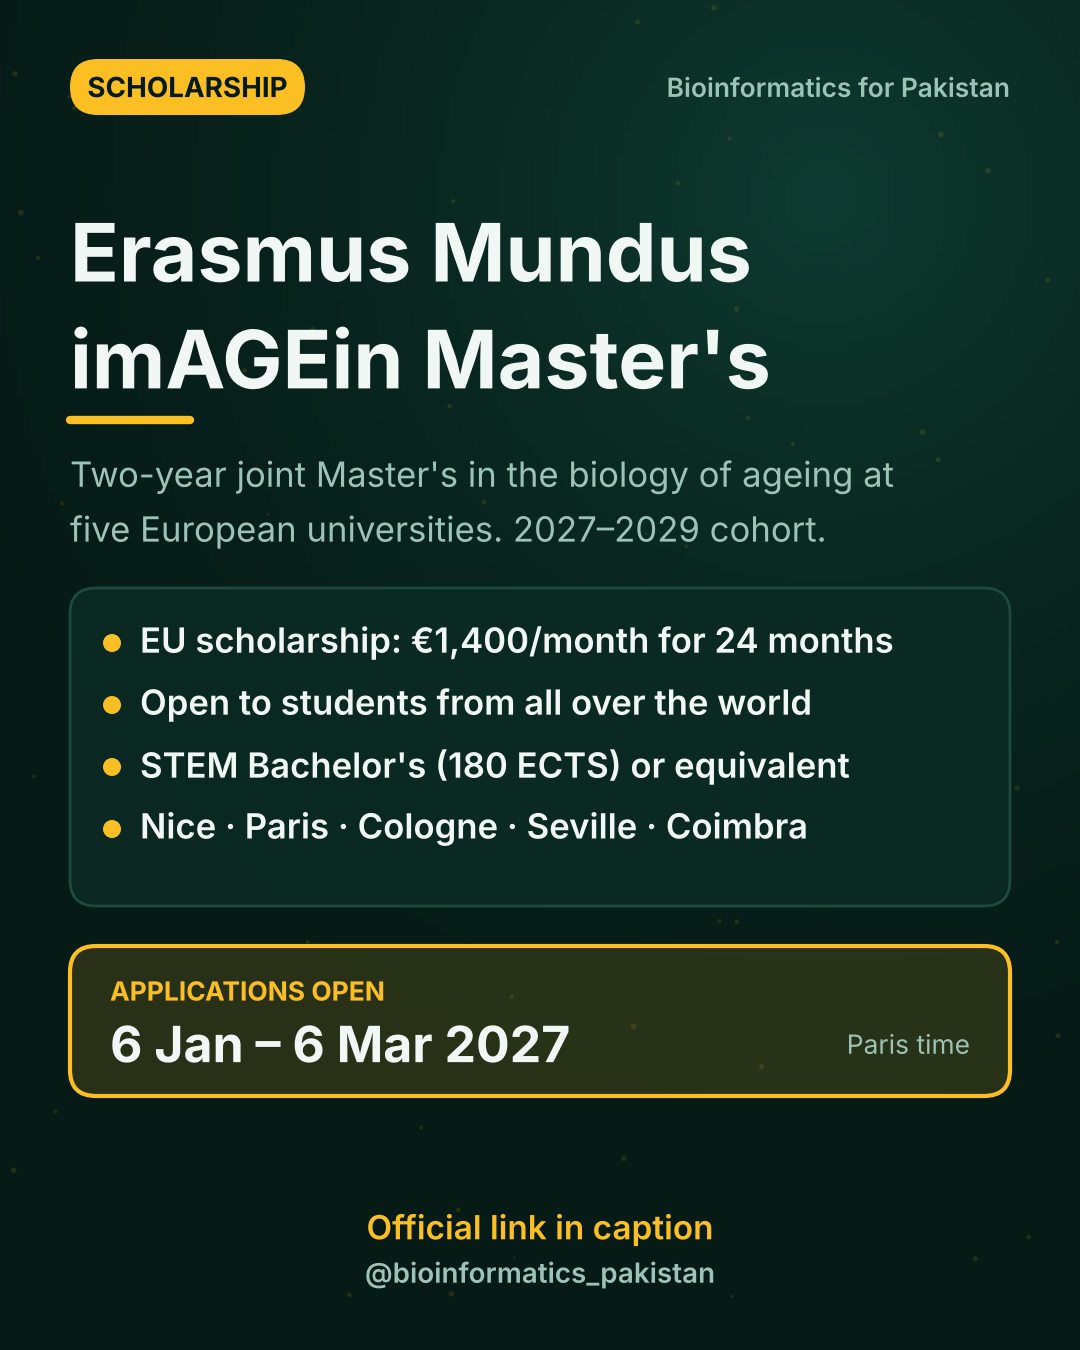 SCHOLARSHIP
Bioinformatics for Pakistan
Erasmus Mundus
imAGEin Master's
Two-year joint Master's in the biology of ageing at
five European universities. 2027–2029 cohort.
EU scholarship: €1,400/month for 24 months
Open to students from all over the world
STEM Bachelor's (180 ECTS) or equivalent
Nice · Paris · Cologne · Seville · Coimbra
APPLICATIONS OPEN
6 Jan – 6 Mar 2027
Paris time
Official link in caption
@bioinformatics_pakistan